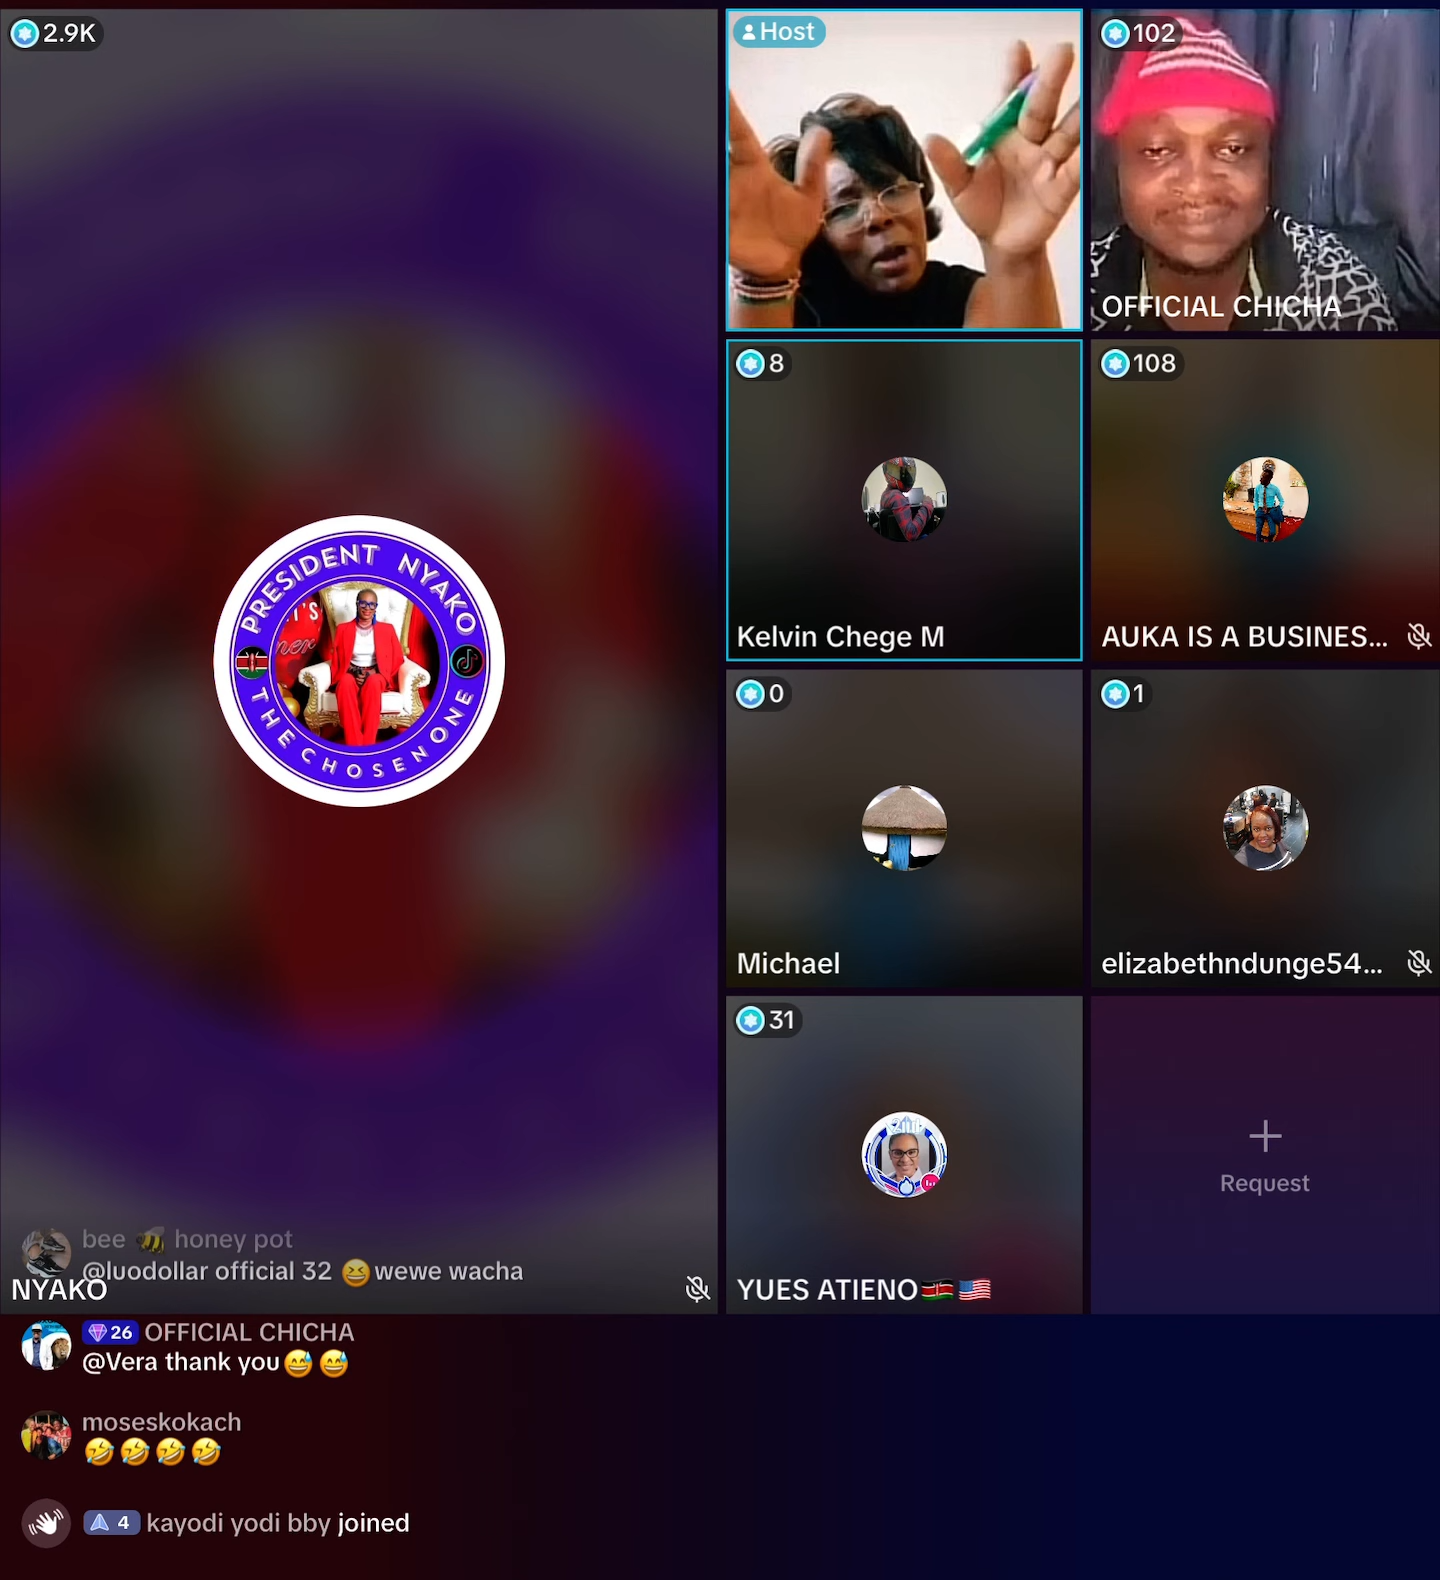 2.9K
PRESIDENT NYAKO
THE CHOSEN ONE
Host
102
OFFICIAL CHICHA
8
Kelvin Chege M
108
AUKA IS A BUSINES...
0
Michael
1
elizabethndunge54...
31
YUES ATIENO🇰🇪🇺🇸
+
Request
bee 🐝 honey pot
@luodollar official 32 😆wewe wacha
NYAKO
26 OFFICIAL CHICHA
@Vera thank you😅😅
moseskokach
🤣🤣🤣🤣
4 kayodi yodi bby joined